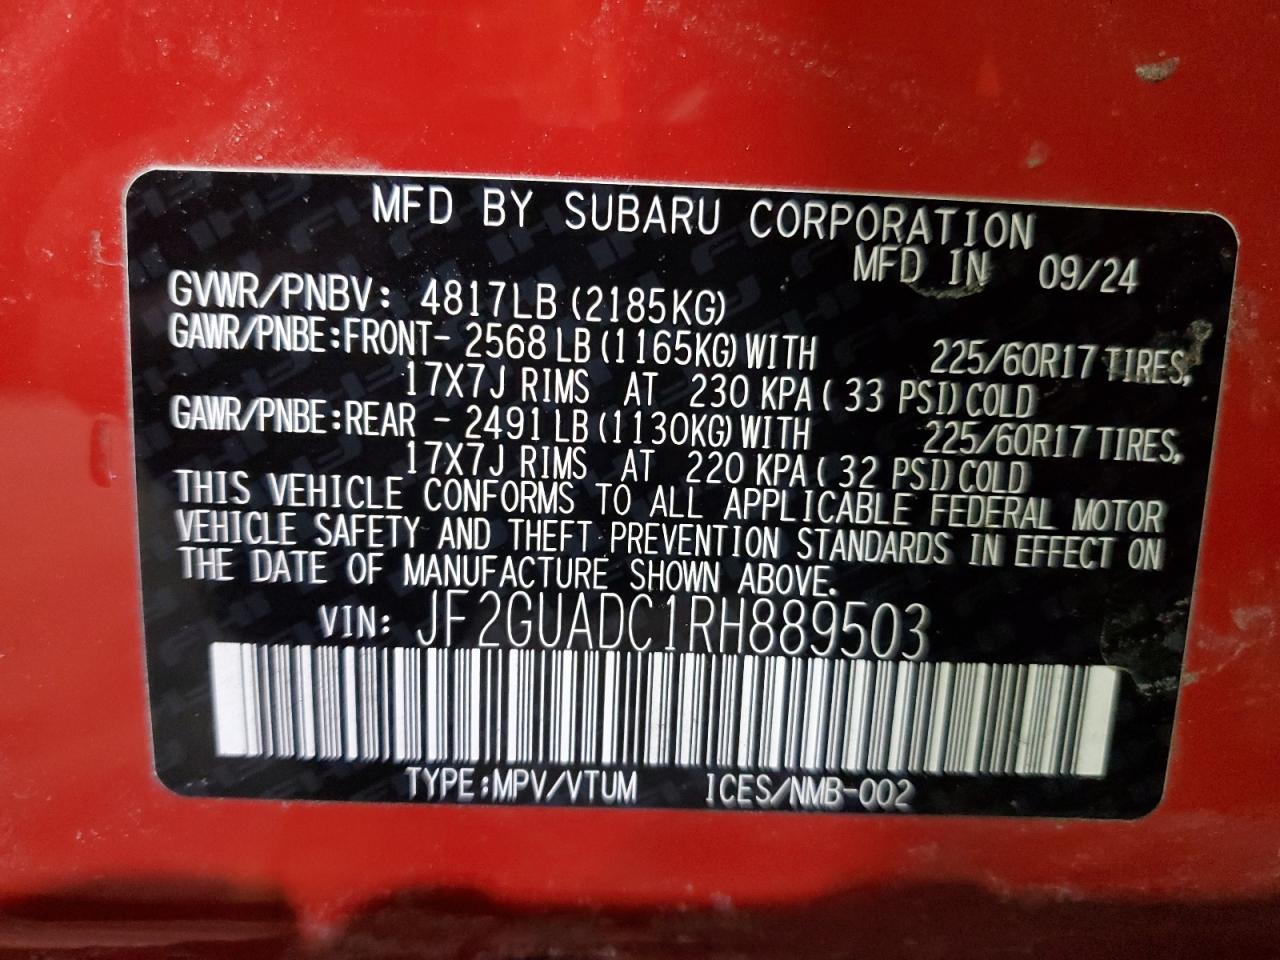 MFD BY SUBARU CORPORATION
MFD IN 09/24
GVWR/PNBV: 4817LB (2185KG)
GAWR/PNBE:FRONT- 2568 LB (1165KG) WITH 225/60R17 TIRES,
17X7J RIMS AT 230 KPA ( 33 PSI) COLD
GAWR/PNBE:REAR - 2491 LB (1130KG) WITH 225/60R17 TIRES,
17X7J RIMS AT 220 KPA ( 32 PSI) COLD
THIS VEHICLE CONFORMS TO ALL APPLICABLE FEDERAL MOTOR
VEHICLE SAFETY AND THEFT PREVENTION STANDARDS IN EFFECT ON
THE DATE OF MANUFACTURE SHOWN ABOVE.
VIN: JF2GUADC1RH889503
TYPE:MPV/VTUM ICES/NMB-002